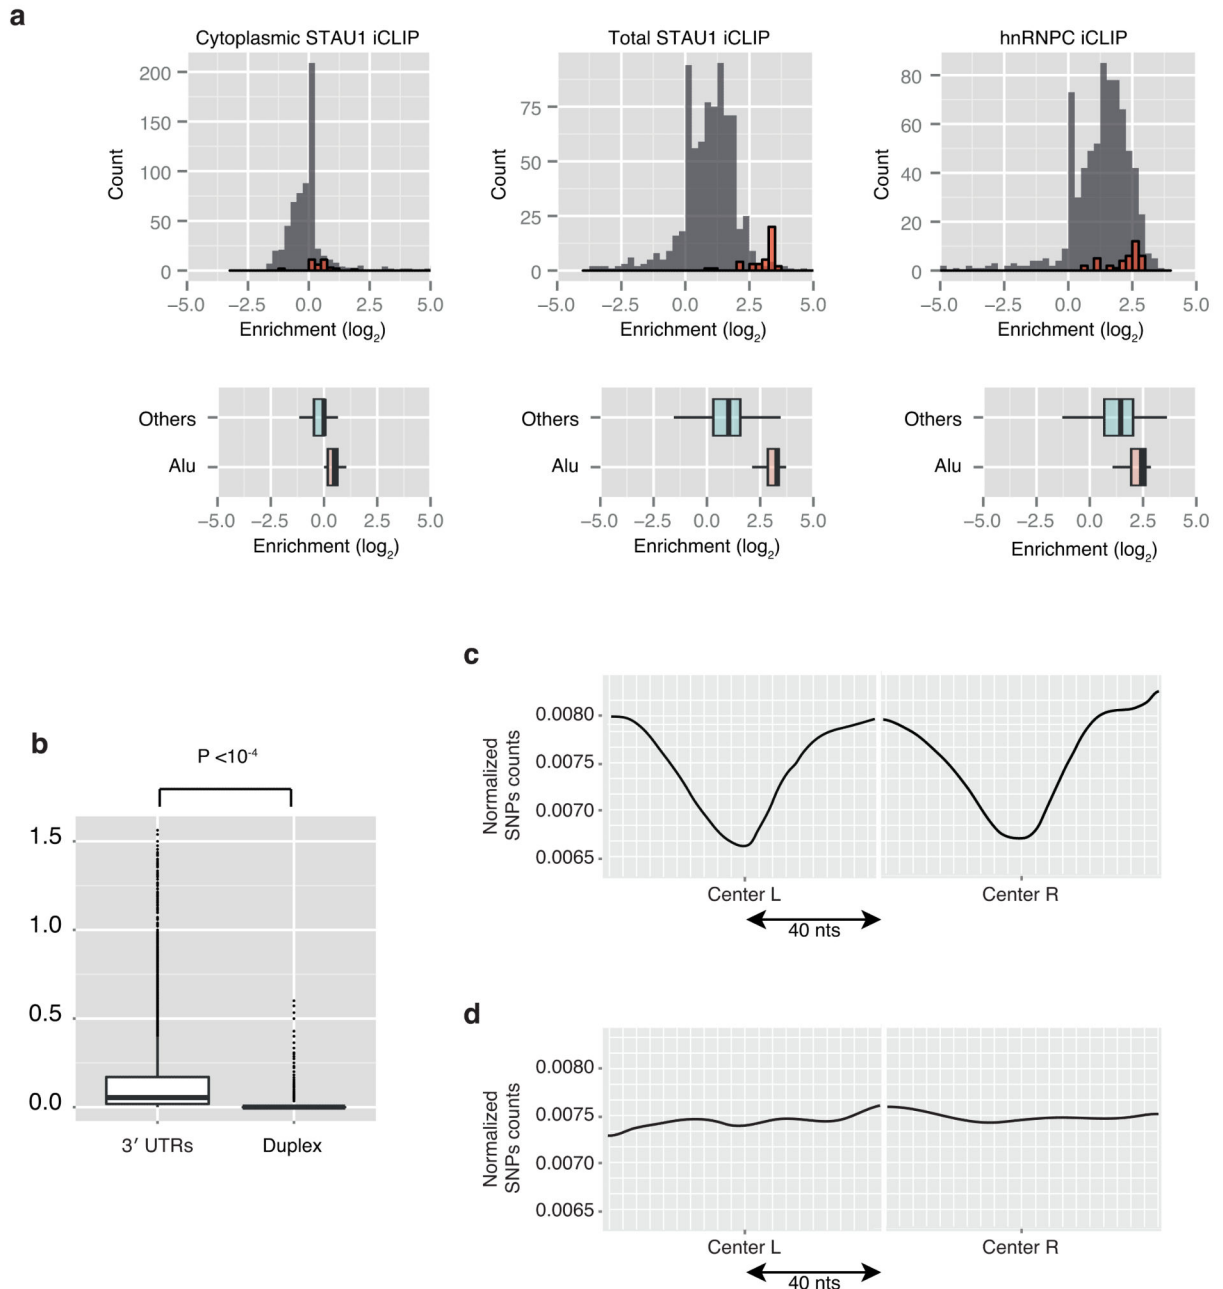 a
Cytoplasmic STAU1 iCLIP
Total STAU1 iCLIP
hnRNPC iCLIP
Count
200
150
100
50
0
−5.0 −2.5 0.0 2.5 5.0
Enrichment (log2)
Count
75
50
25
0
−5.0 −2.5 0.0 2.5 5.0
Enrichment (log2)
Count
80
60
40
20
0
−5.0 −2.5 0.0 2.5 5.0
Enrichment (log2)
Others
Alu
−5.0 −2.5 0.0 2.5 5.0
Enrichment (log2)
Others
Alu
−5.0 −2.5 0.0 2.5 5.0
Enrichment (log2)
Others
Alu
−5.0 −2.5 0.0 2.5 5.0
Enrichment (log2)
b
P <10-4
1.5
1.0
0.5
0.0
3′ UTRs Duplex
c
Normalized
SNPs counts
0.0080
0.0075
0.0070
0.0065
Center L Center R
40 nts
d
Normalized
SNPs counts
0.0080
0.0075
0.0070
0.0065
Center L Center R
40 nts